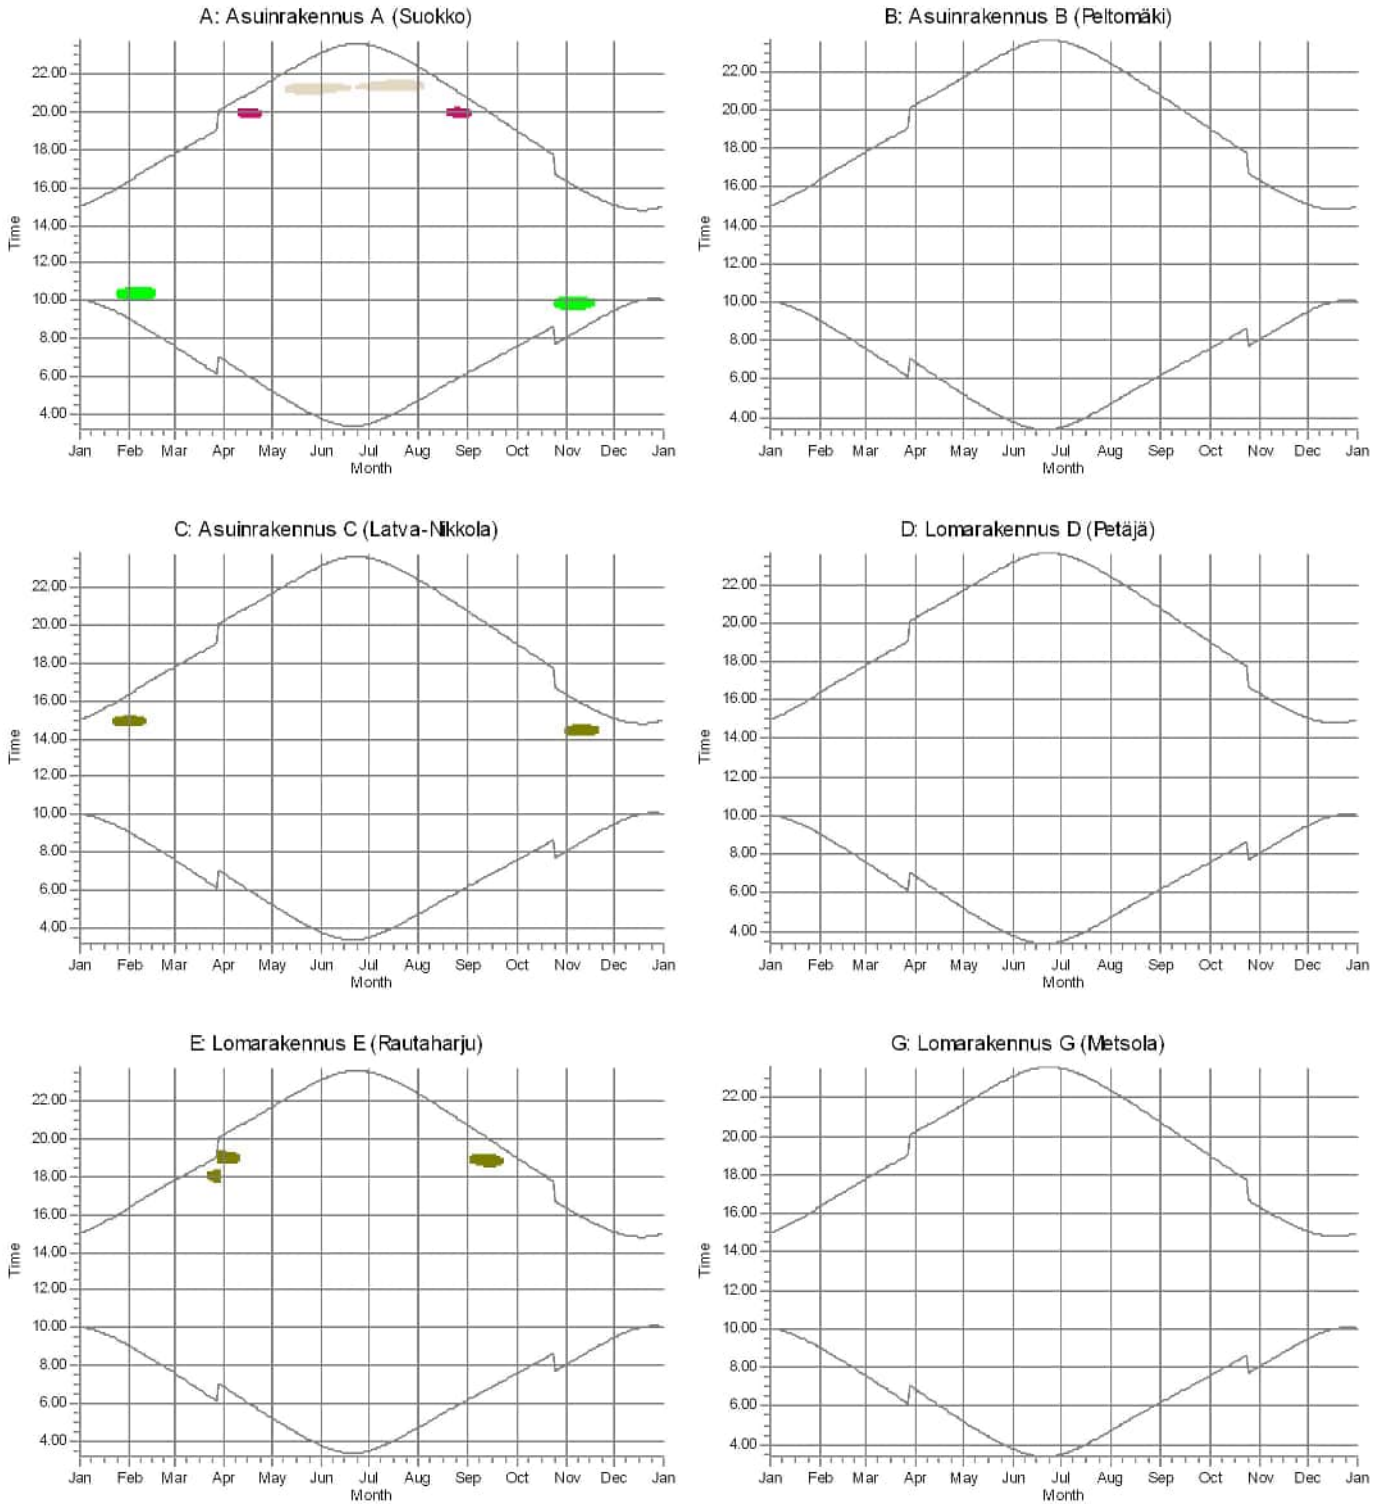 A: Asuinrakennus A (Suokko)
22.00
20.00
18.00
16.00
14.00
12.00
10.00
8.00
6.00
4.00
Time
Jan Feb Mar Apr May Jun Jul Aug Sep Oct Nov Dec Jan
Month
B: Asuinrakennus B (Peltomäki)
22.00
20.00
18.00
16.00
14.00
12.00
10.00
8.00
6.00
4.00
Time
Jan Feb Mar Apr May Jun Jul Aug Sep Oct Nov Dec Jan
Month
C: Asuinrakennus C (Latva-Nikkola)
22.00
20.00
18.00
16.00
14.00
12.00
10.00
8.00
6.00
4.00
Time
Jan Feb Mar Apr May Jun Jul Aug Sep Oct Nov Dec Jan
Month
D: Lomarakennus D (Petäjä)
22.00
20.00
18.00
16.00
14.00
12.00
10.00
8.00
6.00
4.00
Time
Jan Feb Mar Apr May Jun Jul Aug Sep Oct Nov Dec Jan
Month
E: Lomarakennus E (Rautaharju)
22.00
20.00
18.00
16.00
14.00
12.00
10.00
8.00
6.00
4.00
Time
Jan Feb Mar Apr May Jun Jul Aug Sep Oct Nov Dec Jan
Month
G: Lomarakennus G (Metsola)
22.00
20.00
18.00
16.00
14.00
12.00
10.00
8.00
6.00
4.00
Time
Jan Feb Mar Apr May Jun Jul Aug Sep Oct Nov Dec Jan
Month